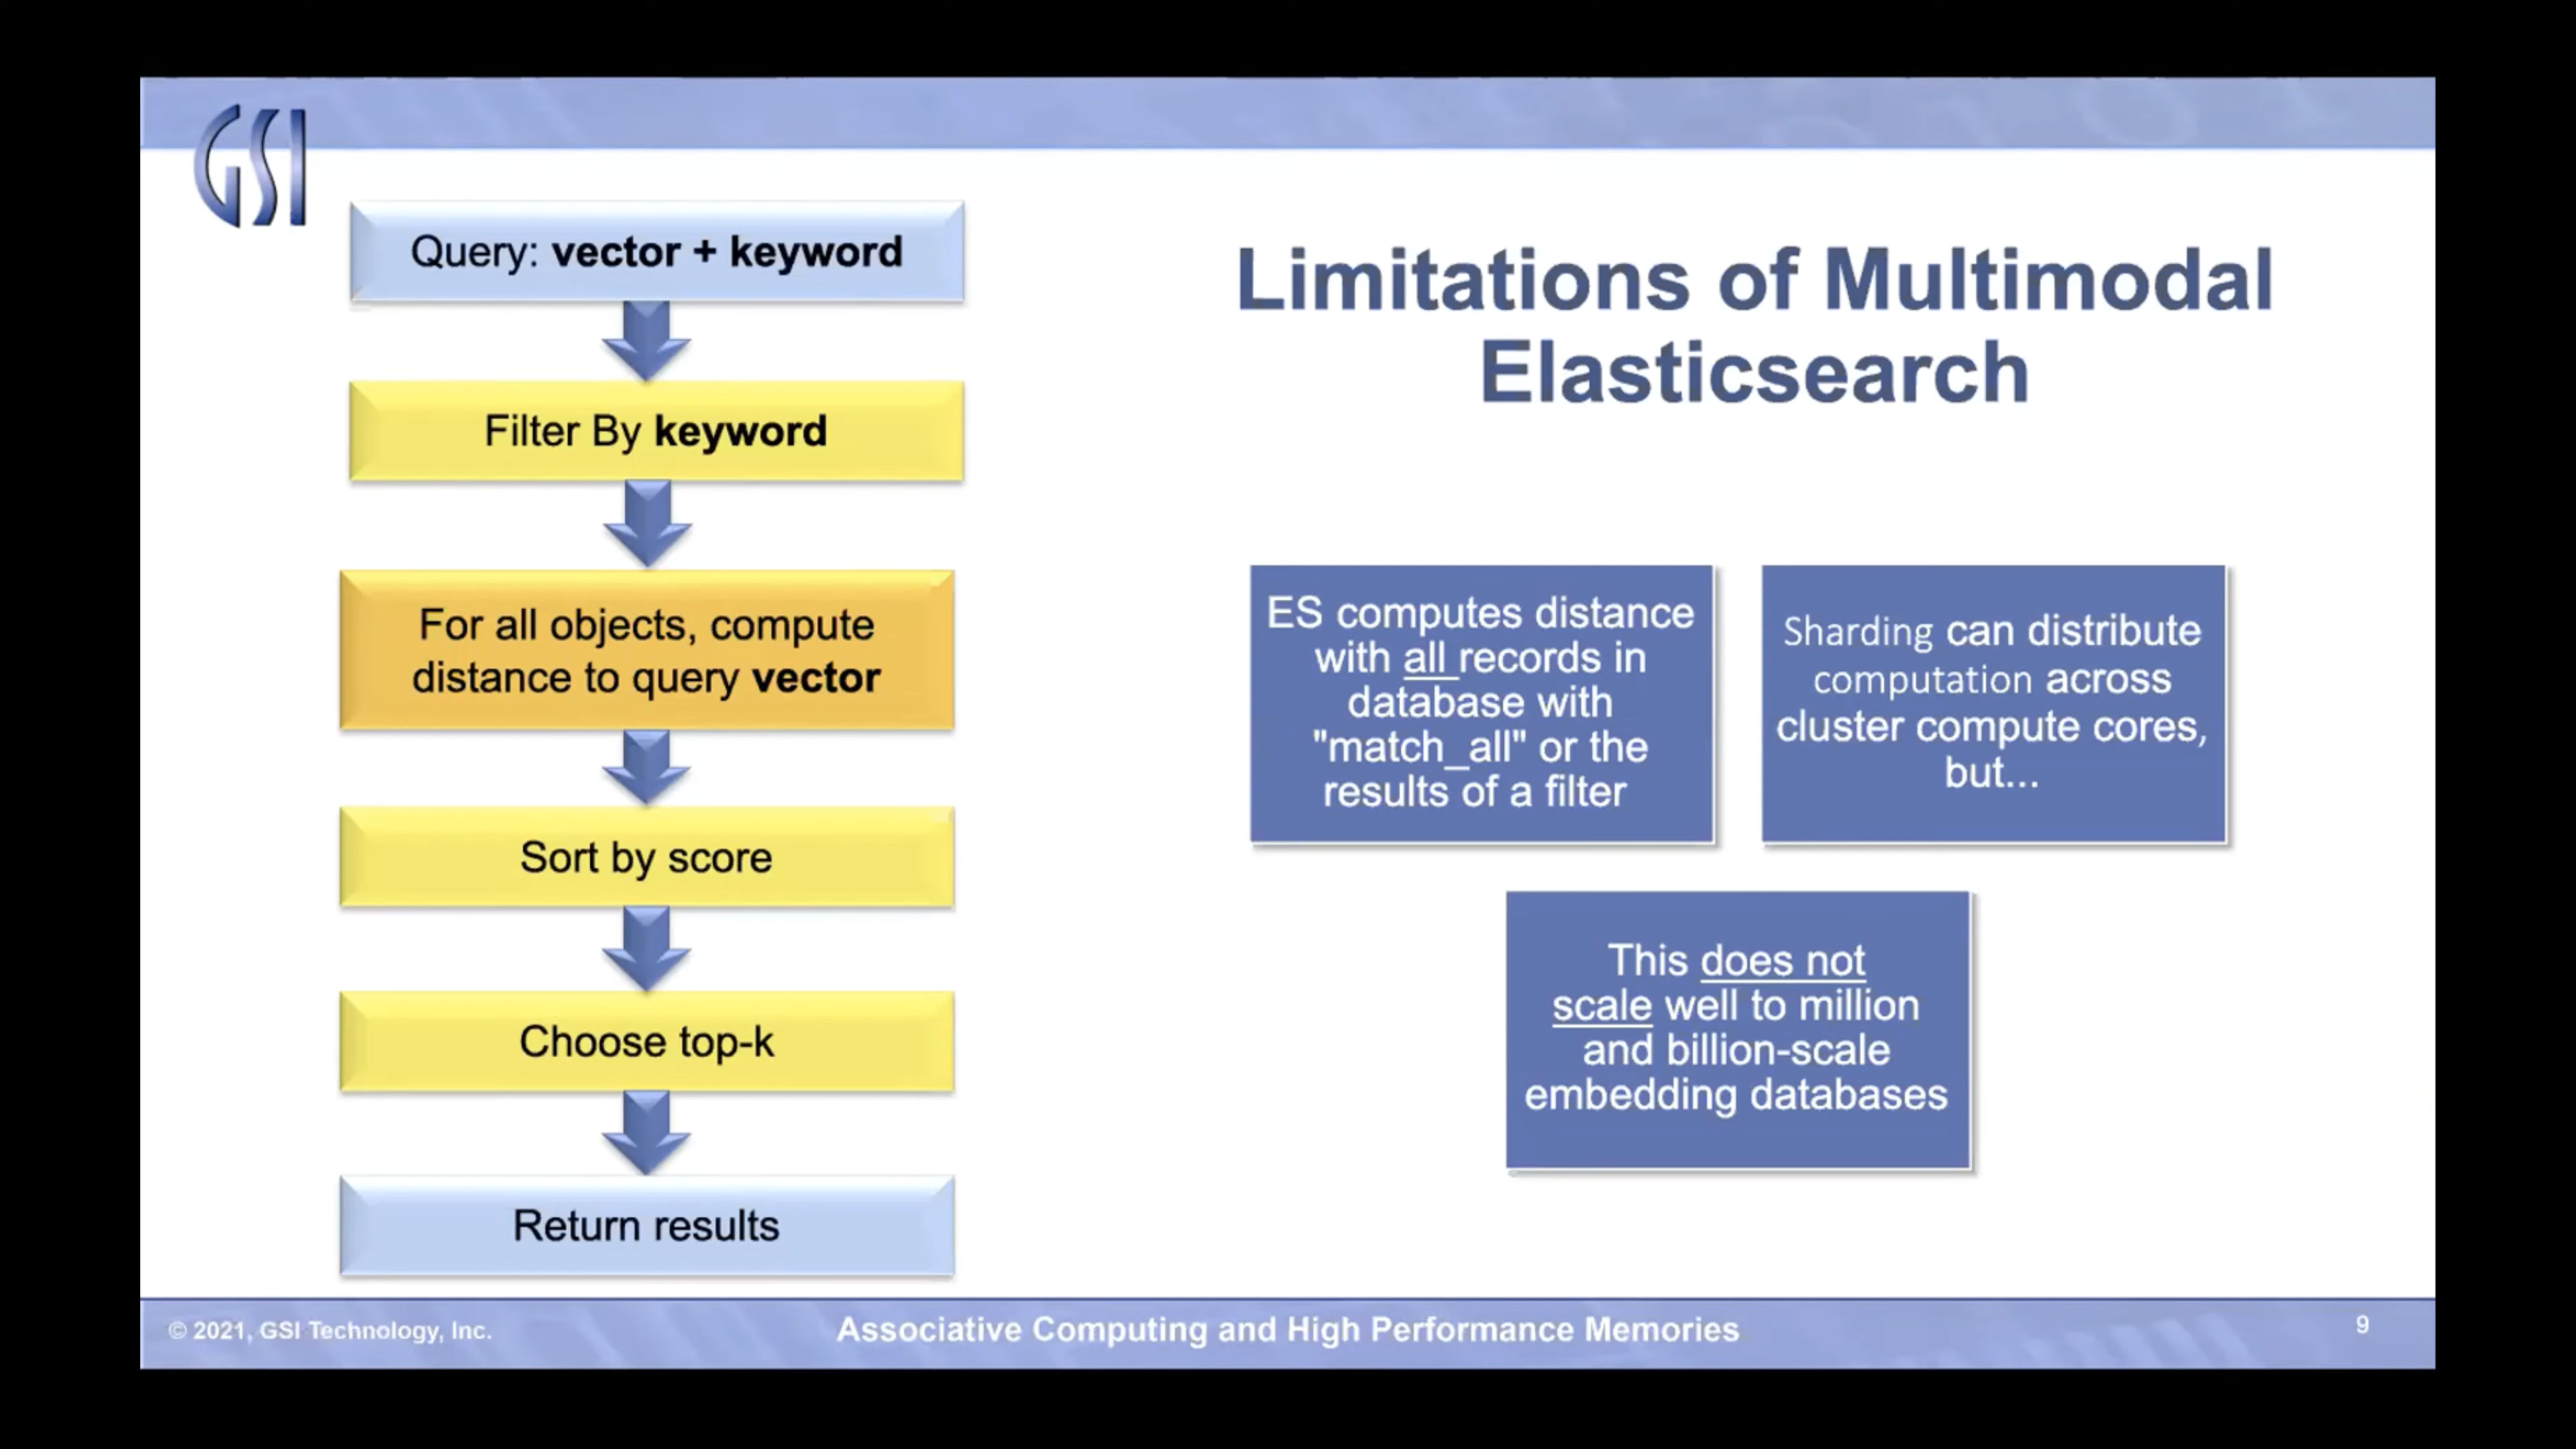 GSI
Query: vector + keyword
Filter By keyword
For all objects, compute
distance to query vector
Sort by score
Choose top-k
Return results
Limitations of Multimodal
Elasticsearch
ES computes distance
with all records in
database with
"match_all" or the
results of a filter
Sharding can distribute
computation across
cluster compute cores,
but...
This does not
scale well to million
and billion-scale
embedding databases
© 2021, GSI Technology, Inc.
Associative Computing and High Performance Memories
9